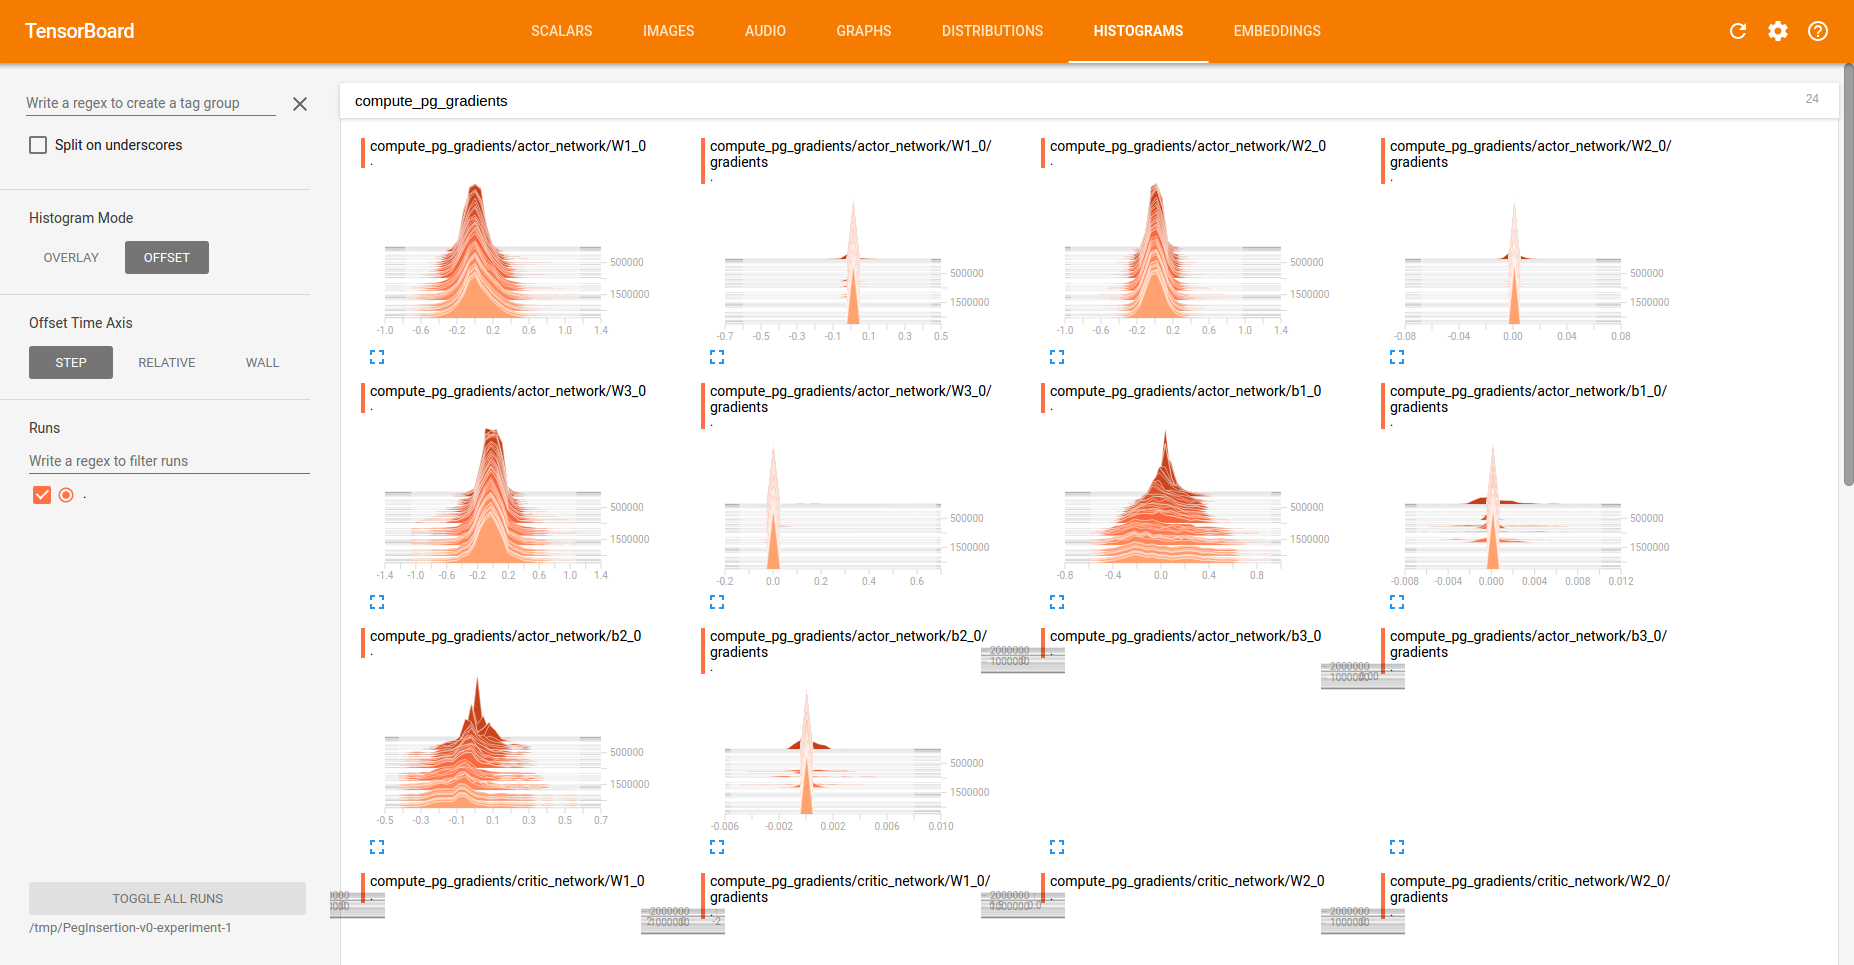 TensorBoard
SCALARS IMAGES AUDIO GRAPHS DISTRIBUTIONS HISTOGRAMS EMBEDDINGS
Write a regex to create a tag group
Split on underscores
Histogram Mode
OVERLAY OFFSET
Offset Time Axis
STEP RELATIVE WALL
Runs
Write a regex to filter runs
.
TOGGLE ALL RUNS
/tmp/PegInsertion-v0-experiment-1
compute_pg_gradients 24
compute_pg_gradients/actor_network/W1_0
.
500000
1500000
-1.0 -0.6 -0.2 0.2 0.6 1.0 1.4
compute_pg_gradients/actor_network/W1_0/
gradients
.
500000
1500000
-0.7 -0.5 -0.3 -0.1 0.1 0.3 0.5
compute_pg_gradients/actor_network/W2_0
.
500000
1500000
-1.0 -0.6 -0.2 0.2 0.6 1.0 1.4
compute_pg_gradients/actor_network/W2_0/
gradients
.
500000
1500000
-0.08 -0.04 0.00 0.04 0.08
compute_pg_gradients/actor_network/W3_0
.
500000
1500000
-1.4 -1.0 -0.6 -0.2 0.2 0.6 1.0 1.4
compute_pg_gradients/actor_network/W3_0/
gradients
.
500000
1500000
-0.2 0.0 0.2 0.4 0.6
compute_pg_gradients/actor_network/b1_0
.
500000
1500000
-0.8 -0.4 0.0 0.4 0.8
compute_pg_gradients/actor_network/b1_0/
gradients
.
500000
1500000
-0.008 -0.004 0.000 0.004 0.008 0.012
compute_pg_gradients/actor_network/b2_0
.
500000
1500000
-0.5 -0.3 -0.1 0.1 0.3 0.5 0.7
compute_pg_gradients/actor_network/b2_0/
gradients
.
500000
1500000
-0.006 -0.002 0.002 0.006 0.010
compute_pg_gradients/actor_network/b3_0
.
2000000
1000000
compute_pg_gradients/actor_network/b3_0/
gradients
.
2000000
compute_pg_gradients/critic_network/W1_0
.
compute_pg_gradients/critic_network/W1_0/
gradients
.
2000000
compute_pg_gradients/critic_network/W2_0
.
2000000
compute_pg_gradients/critic_network/W2_0/
gradients
.
2000000
1000000